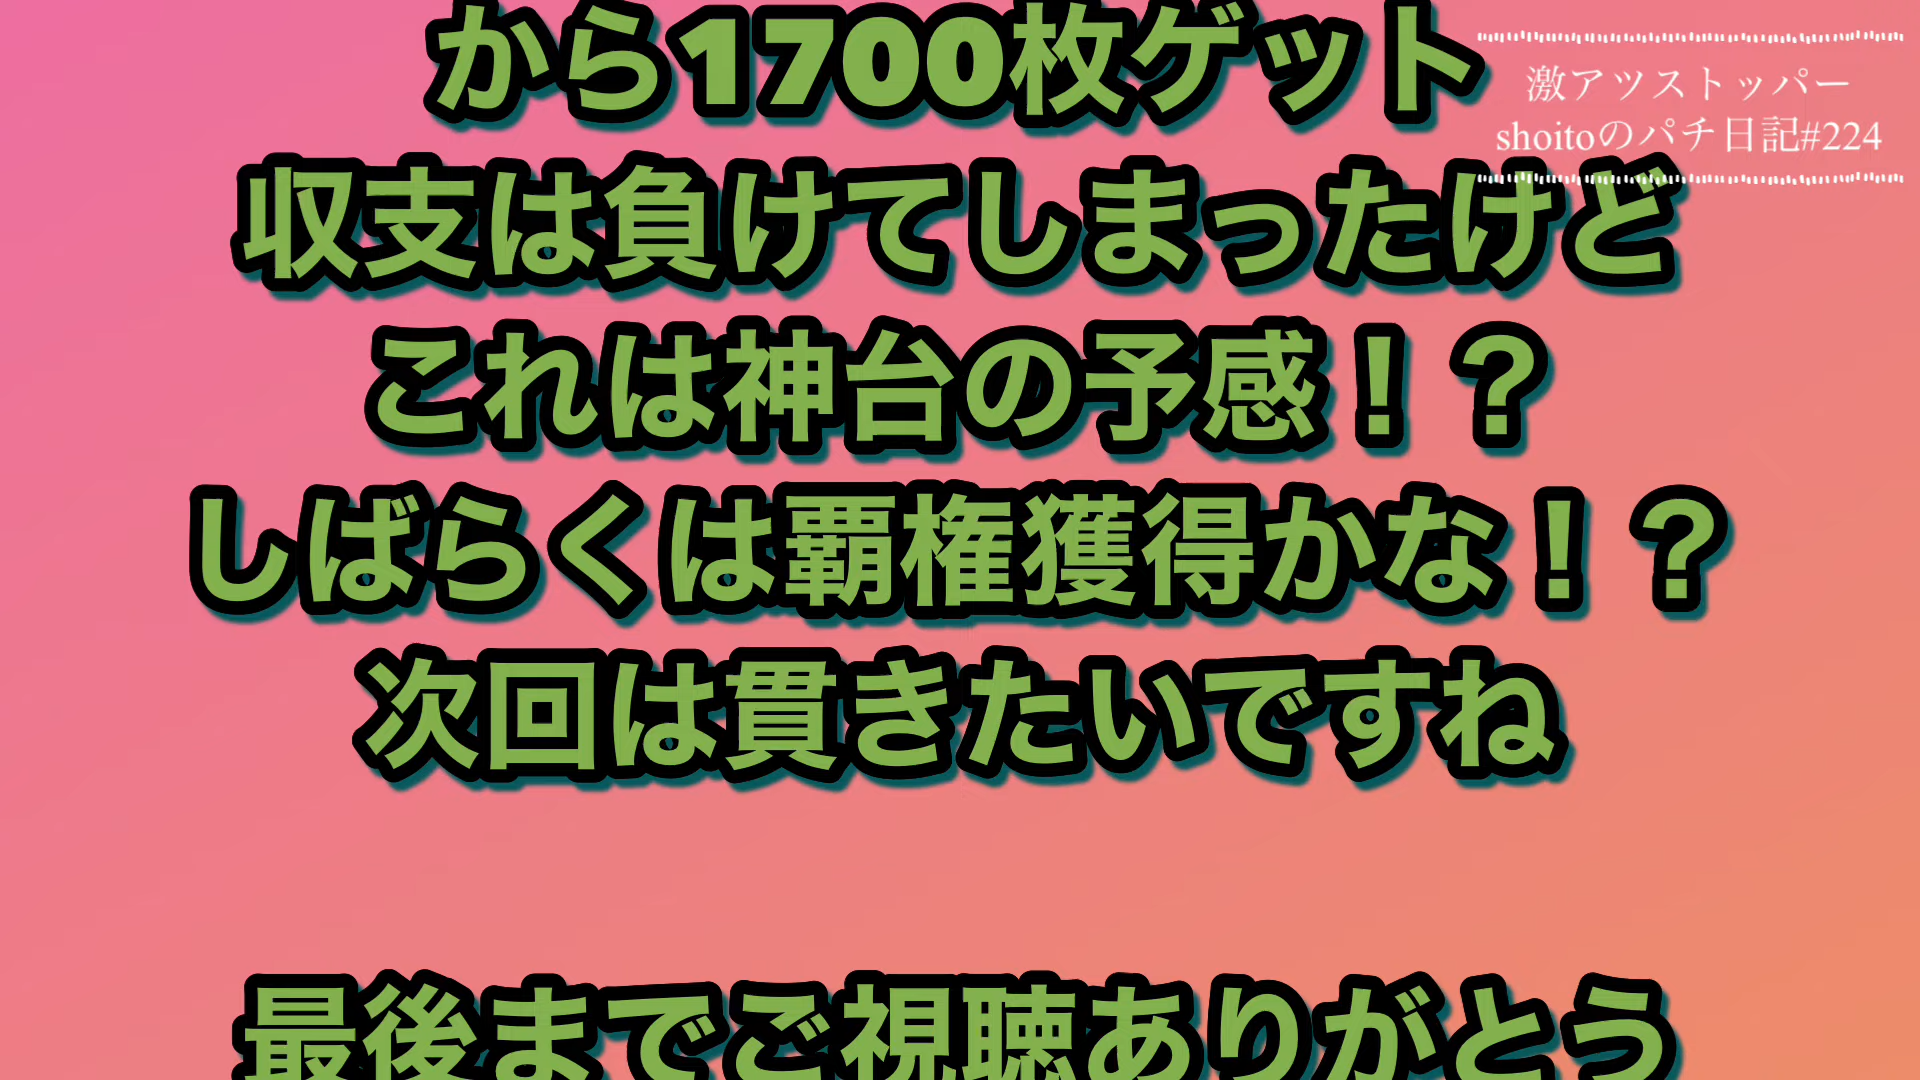 から1700枚ゲット
激アツストッパー
shoitoのパチ日記#224
収支は負けてしまったけど
これは神台の予感！？
しばらくは覇権獲得かな！？
次回は貫きたいですね
最後までご視聴ありがとう